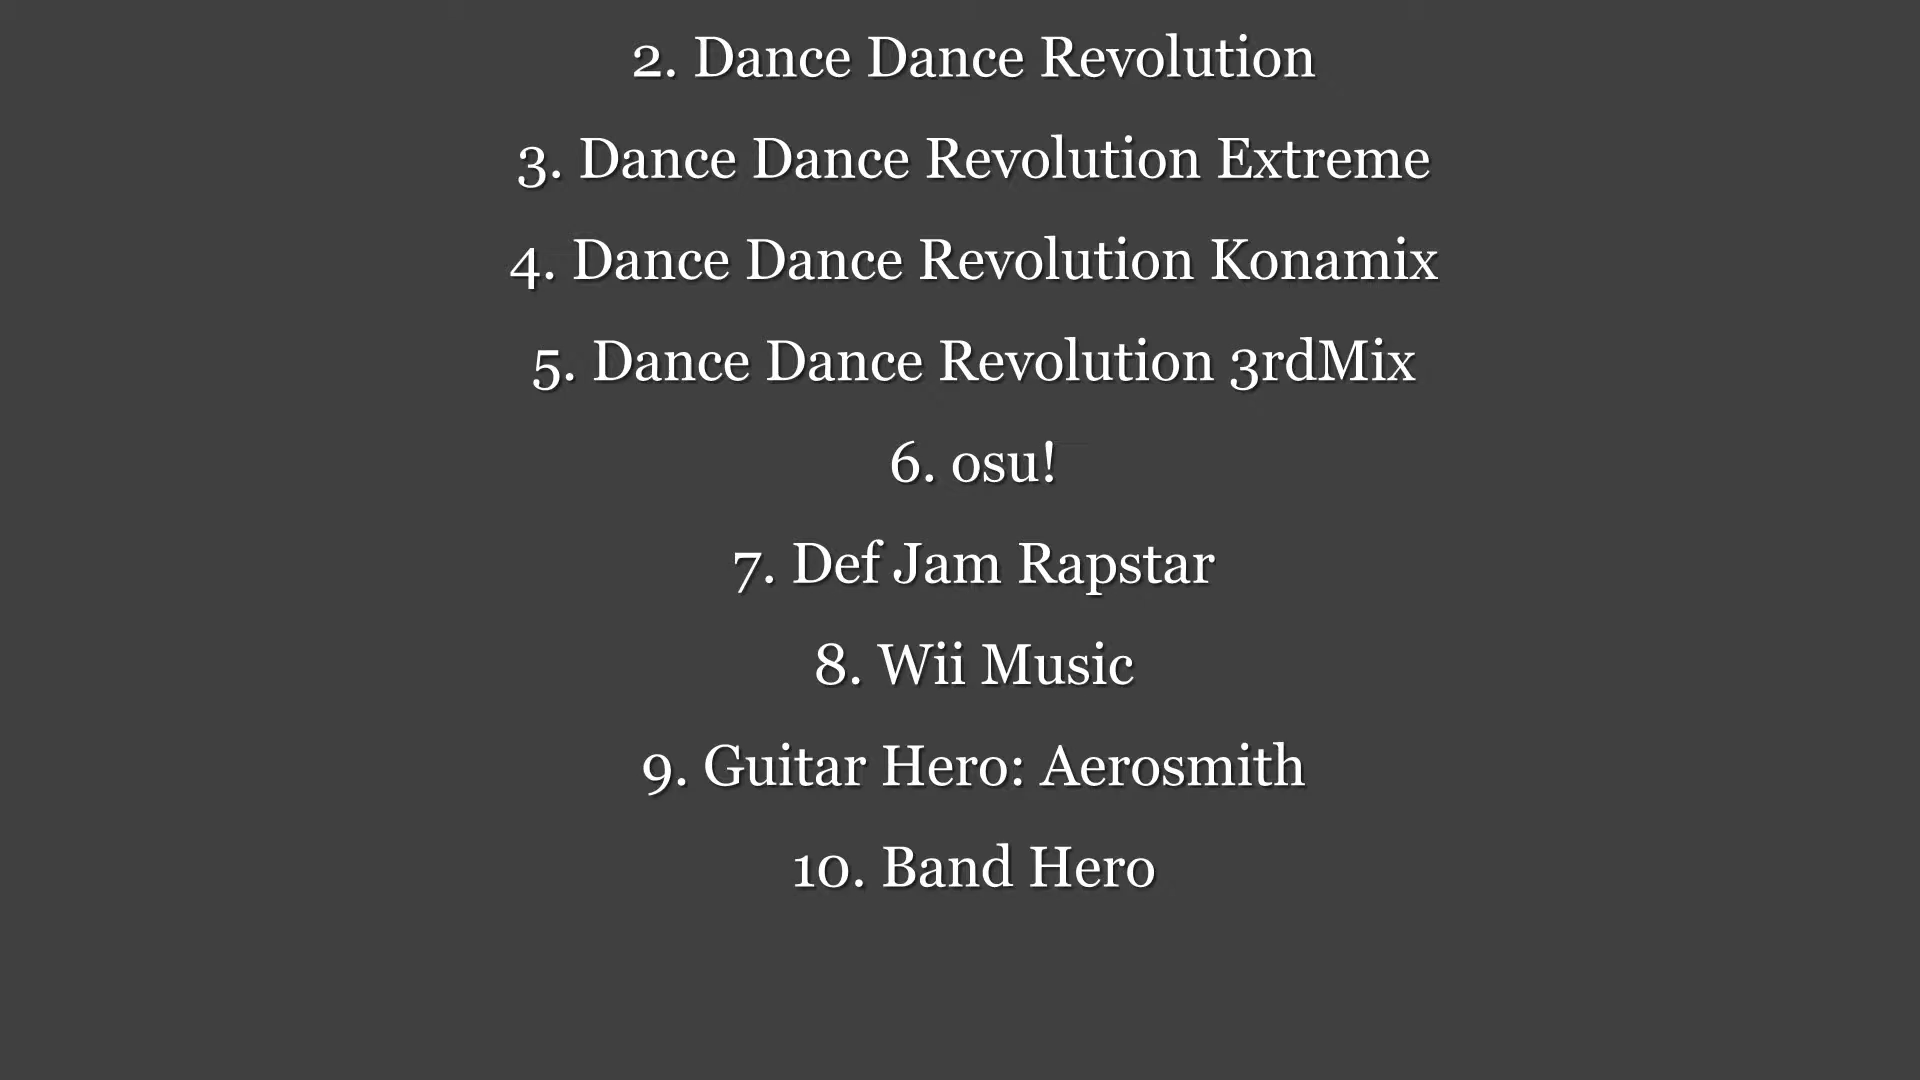 2. Dance Dance Revolution
3. Dance Dance Revolution Extreme
4. Dance Dance Revolution Konamix
5. Dance Dance Revolution 3rdMix
6. osu!
7. Def Jam Rapstar
8. Wii Music
9. Guitar Hero: Aerosmith
10. Band Hero